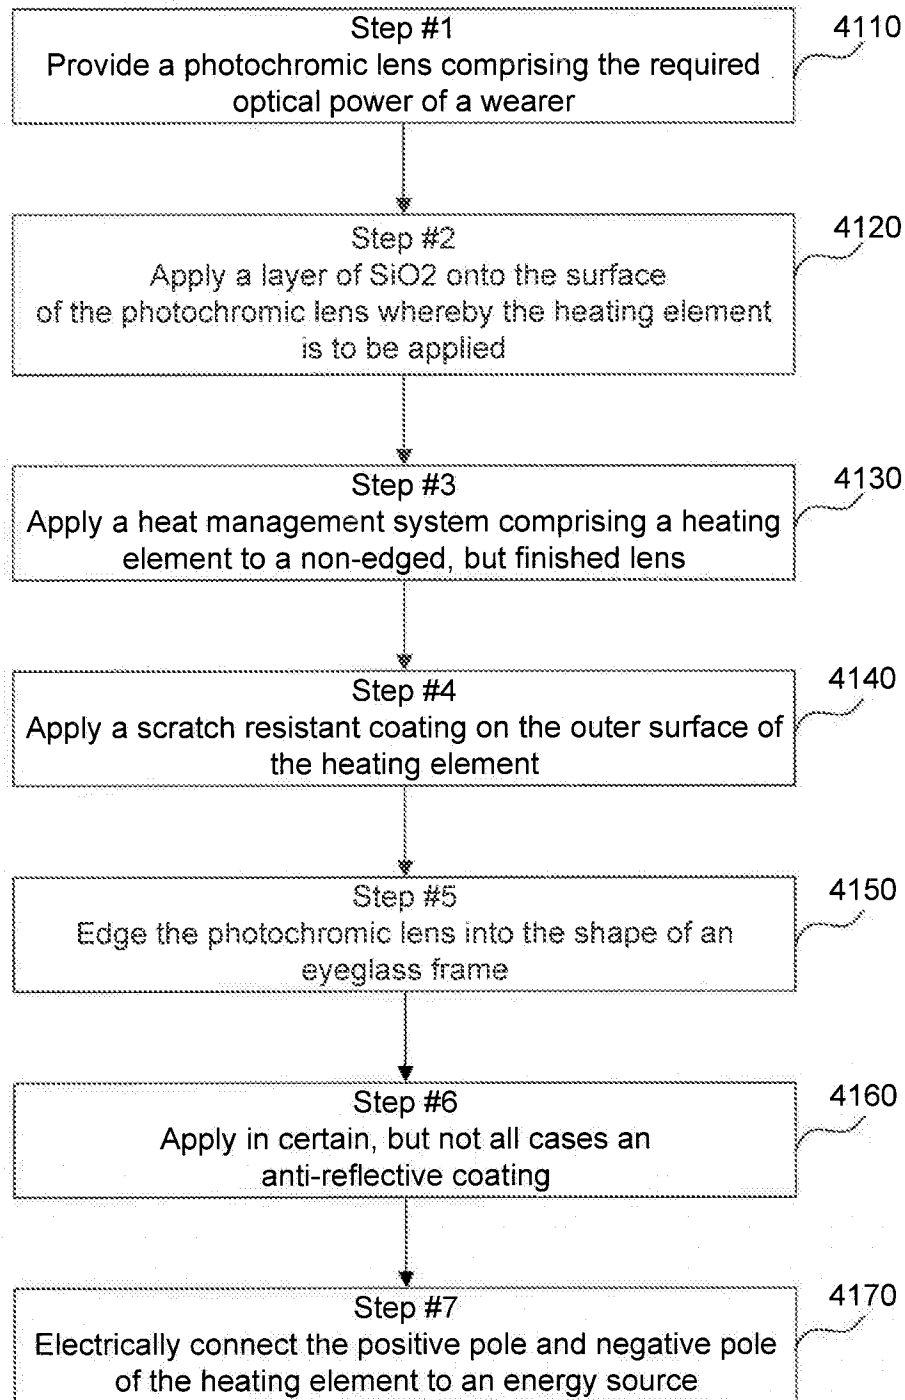 Step #1
4110
Provide a photochromic lens comprising the required
optical power of a wearer
Step #2
4120
Apply a layer of SiO2 onto the surface
of the photochromic lens whereby the heating element
is to be applied
Step #3
4130
Apply a heat management system comprising a heating
element to a non-edged, but finished lens
Step #4
4140
Apply a scratch resistant coating on the outer surface of
the heating element
Step #5
4150
Edge the photochromic lens into the shape of an
eyeglass frame
Step #6
4160
Apply in certain, but not all cases an
anti-reflective coating
Step #7
4170
Electrically connect the positive pole and negative pole
of the heating element to an energy source